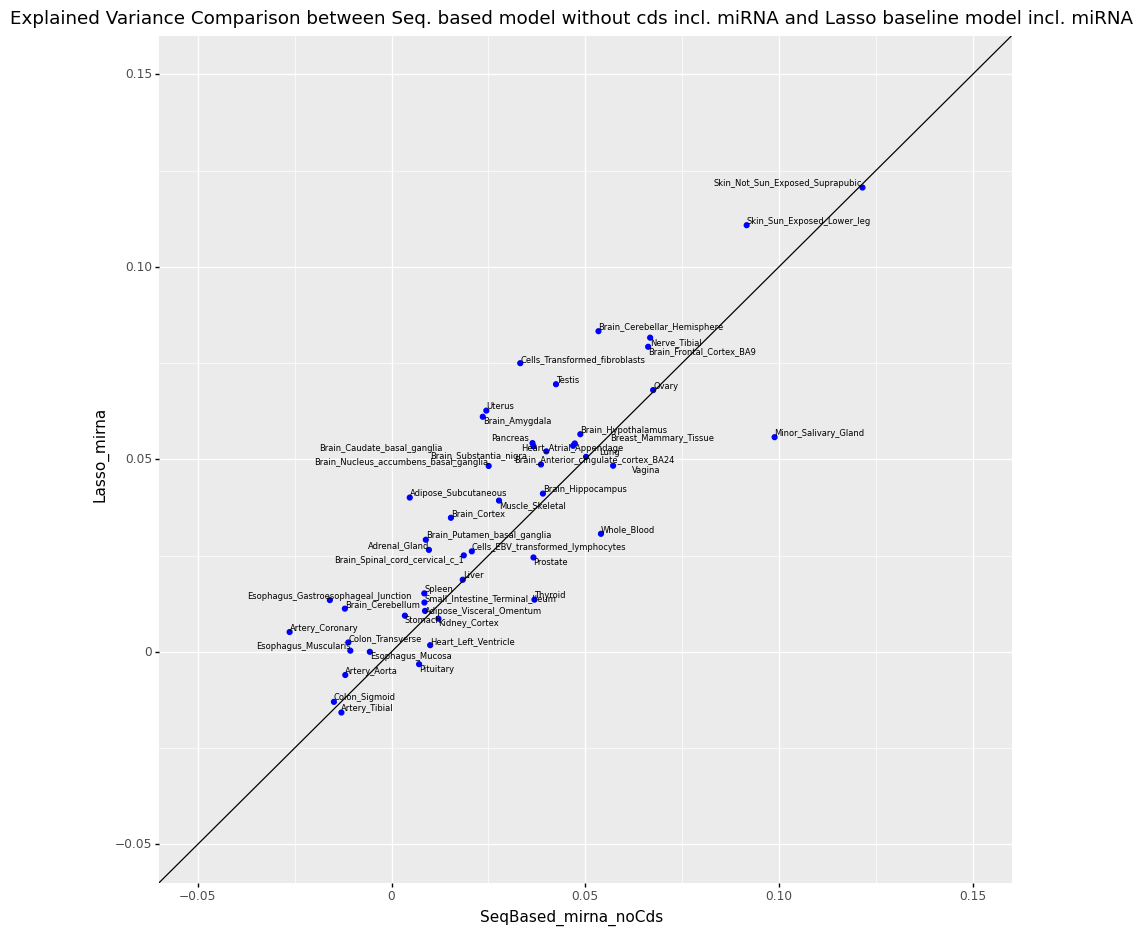 Explained Variance Comparison between Seq. based model without cds incl. miRNA and Lasso baseline model incl. miRNA
0.15
Skin_Not_Sun_Exposed_Suprapubic
Skin_Sun_Exposed_Lower_leg
0.10
Brain_Cerebellar_Hemisphere
Nerve_Tibial
Brain_Frontal_Cortex_BA9
Cells_Transformed_fibroblasts
Testis
Ovary
Uterus
Brain_Amygdala
Brain_Hypothalamus
Minor_Salivary_Gland
Pancreas
Breast_Mammary_Tissue
Brain_Caudate_basal_ganglia
Heart_Atrial_Appendage
Lung
Brain_Substantia_nigra
0.05
Brain_Anterior_cingulate_cortex_BA24
Brain_Nucleus_accumbens_basal_ganglia
Vagina
Adipose_Subcutaneous
Brain_Hippocampus
Muscle_Skeletal
Brain_Cortex
Whole_Blood
Brain_Putamen_basal_ganglia
Adrenal_Gland
Cells_EBV_transformed_lymphocytes
Brain_Spinal_cord_cervical_c_1
Prostate
Liver
Spleen
Esophagus_Gastroesophageal_Junction
Thyroid
Small_Intestine_Terminal_Ileum
Brain_Cerebellum
Adipose_Visceral_Omentum
Stomach
Kidney_Cortex
Artery_Coronary
Colon_Transverse
Heart_Left_Ventricle
Esophagus_Muscularis
0
Esophagus_Mucosa
Pituitary
Artery_Aorta
Colon_Sigmoid
Artery_Tibial
−0.05
Lasso_mirna
−0.05 0 0.05 0.10 0.15
SeqBased_mirna_noCds